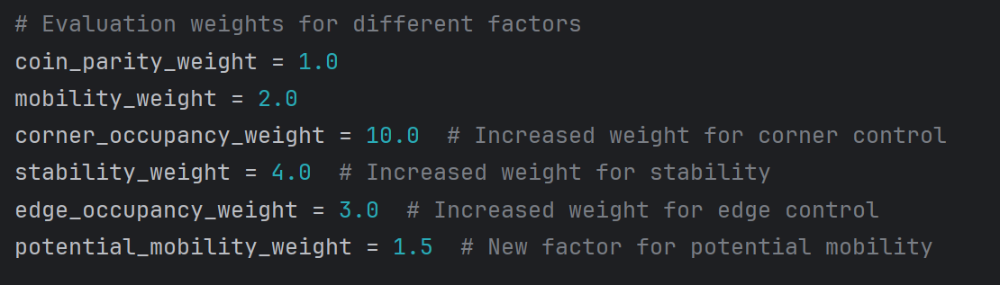 # Evaluation weights for different factors
coin_parity_weight = 1.0
mobility_weight = 2.0
corner_occupancy_weight = 10.0  # Increased weight for corner control
stability_weight = 4.0  # Increased weight for stability
edge_occupancy_weight = 3.0  # Increased weight for edge control
potential_mobility_weight = 1.5  # New factor for potential mobility